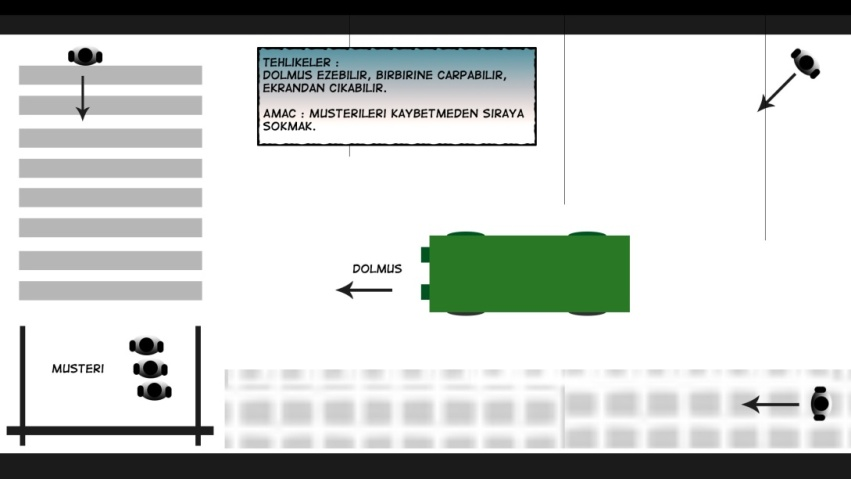 TEHLIKELER :
DOLMUS EZEBILIR, BIRBIRINE CARPABILIR,
EKRANDAN CIKABILIR.
AMAC : MUSTERILERI KAYBETMEDEN SIRAYA
SOKMAK.
DOLMUS
MUSTERI